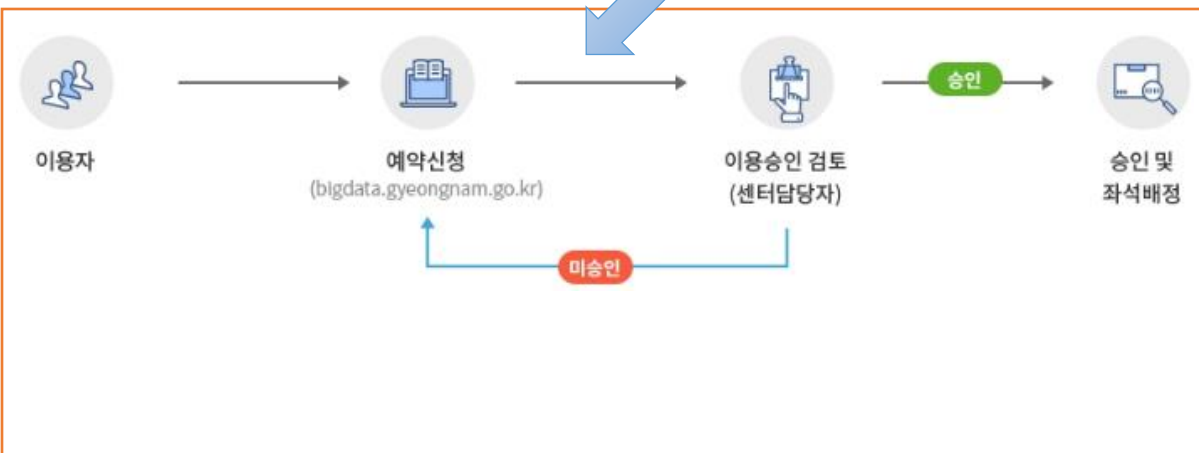 승인
이용자
예약신청
(bigdata.gyeongnam.go.kr)
이용승인 검토
(센터담당자)
승인 및
좌석배정
미승인